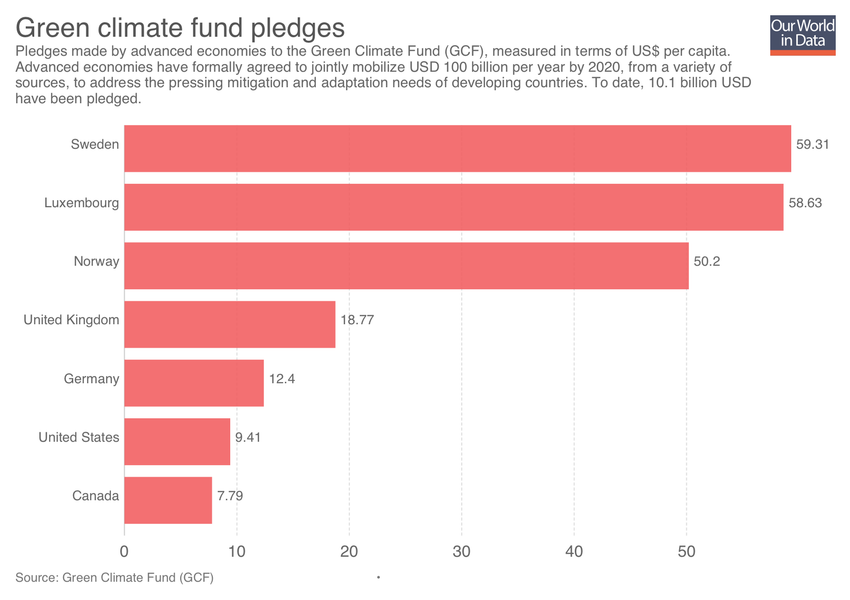 Green climate fund pledges
Our World
in Data
Pledges made by advanced economies to the Green Climate Fund (GCF), measured in terms of US$ per capita.
Advanced economies have formally agreed to jointly mobilize USD 100 billion per year by 2020, from a variety of
sources, to address the pressing mitigation and adaptation needs of developing countries. To date, 10.1 billion USD
have been pledged.
Sweden 59.31
Luxembourg 58.63
Norway 50.2
United Kingdom 18.77
Germany 12.4
United States 9.41
Canada 7.79
0 10 20 30 40 50
Source: Green Climate Fund (GCF)